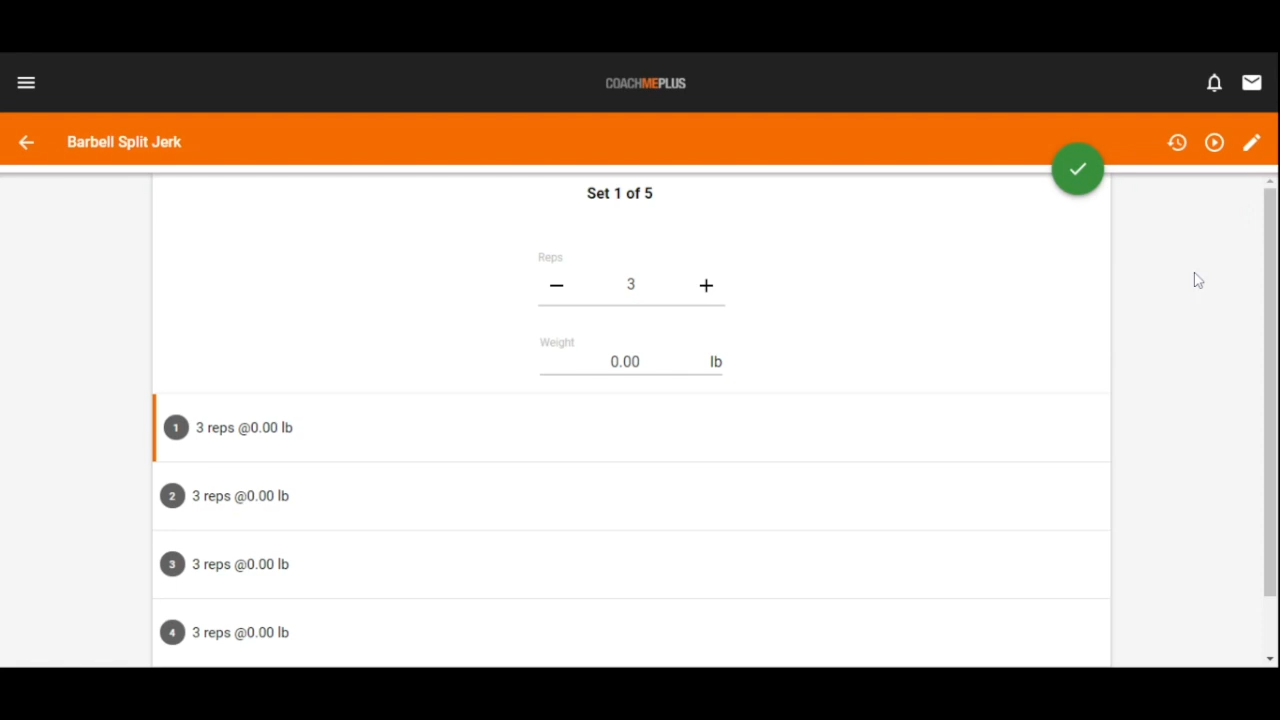 COACHMEPLUS
Barbell Split Jerk
Set 1 of 5
Reps
3
Weight
0.00 lb
1 3 reps @0.00 lb
2 3 reps @0.00 lb
3 3 reps @0.00 lb
4 3 reps @0.00 lb